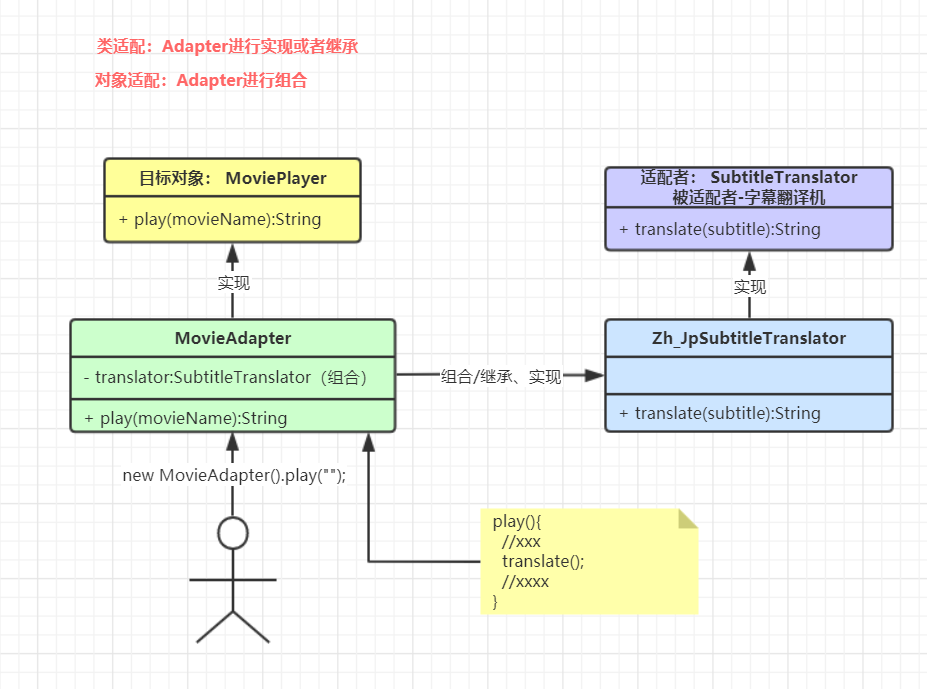 类适配：Adapter进行实现或者继承
对象适配：Adapter进行组合
目标对象： MoviePlayer
+ play(movieName):String
适配者： SubtitleTranslator
被适配者-字幕翻译机
+ translate(subtitle):String
实现
实现
MovieAdapter
- translator:SubtitleTranslator（组合）
+ play(movieName):String
组合/继承、实现
Zh_JpSubtitleTranslator
+ translate(subtitle):String
new MovieAdapter().play("");
play(){
//xxx
translate();
//xxxx
}